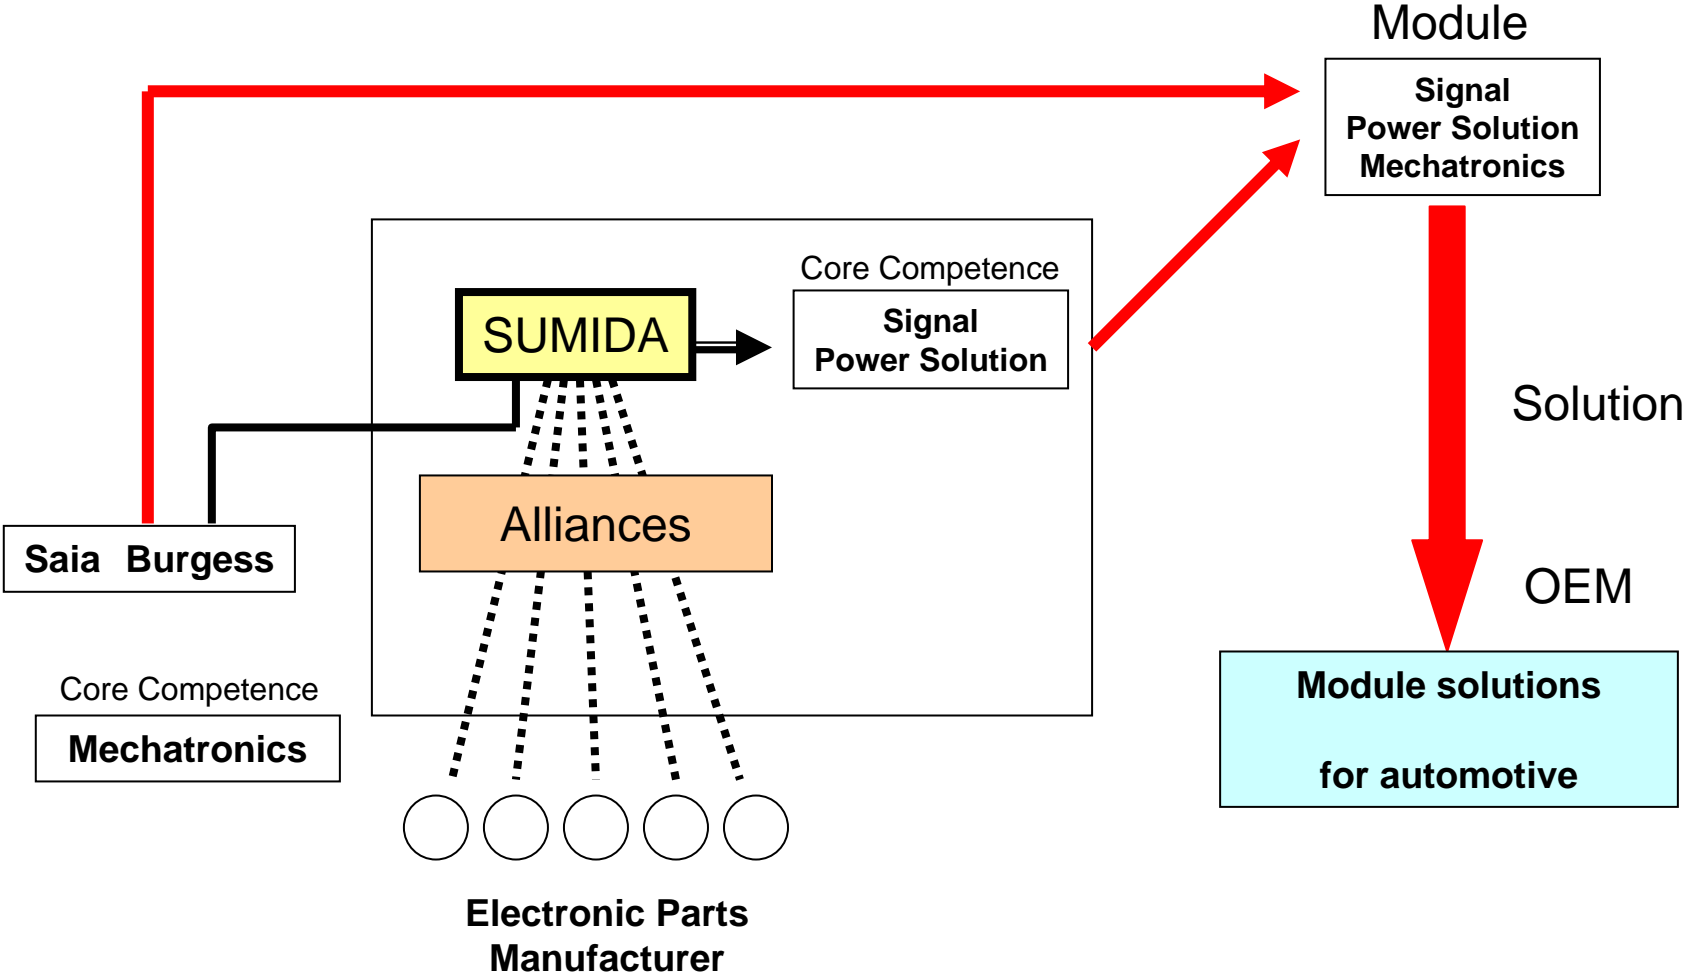 Module
Signal
Power Solution
Mechatronics
Core Competence
SUMIDA
Signal
Power Solution
Solution
Alliances
Saia Burgess
OEM
Core Competence
Mechatronics
Module solutions
for automotive
Electronic Parts
Manufacturer